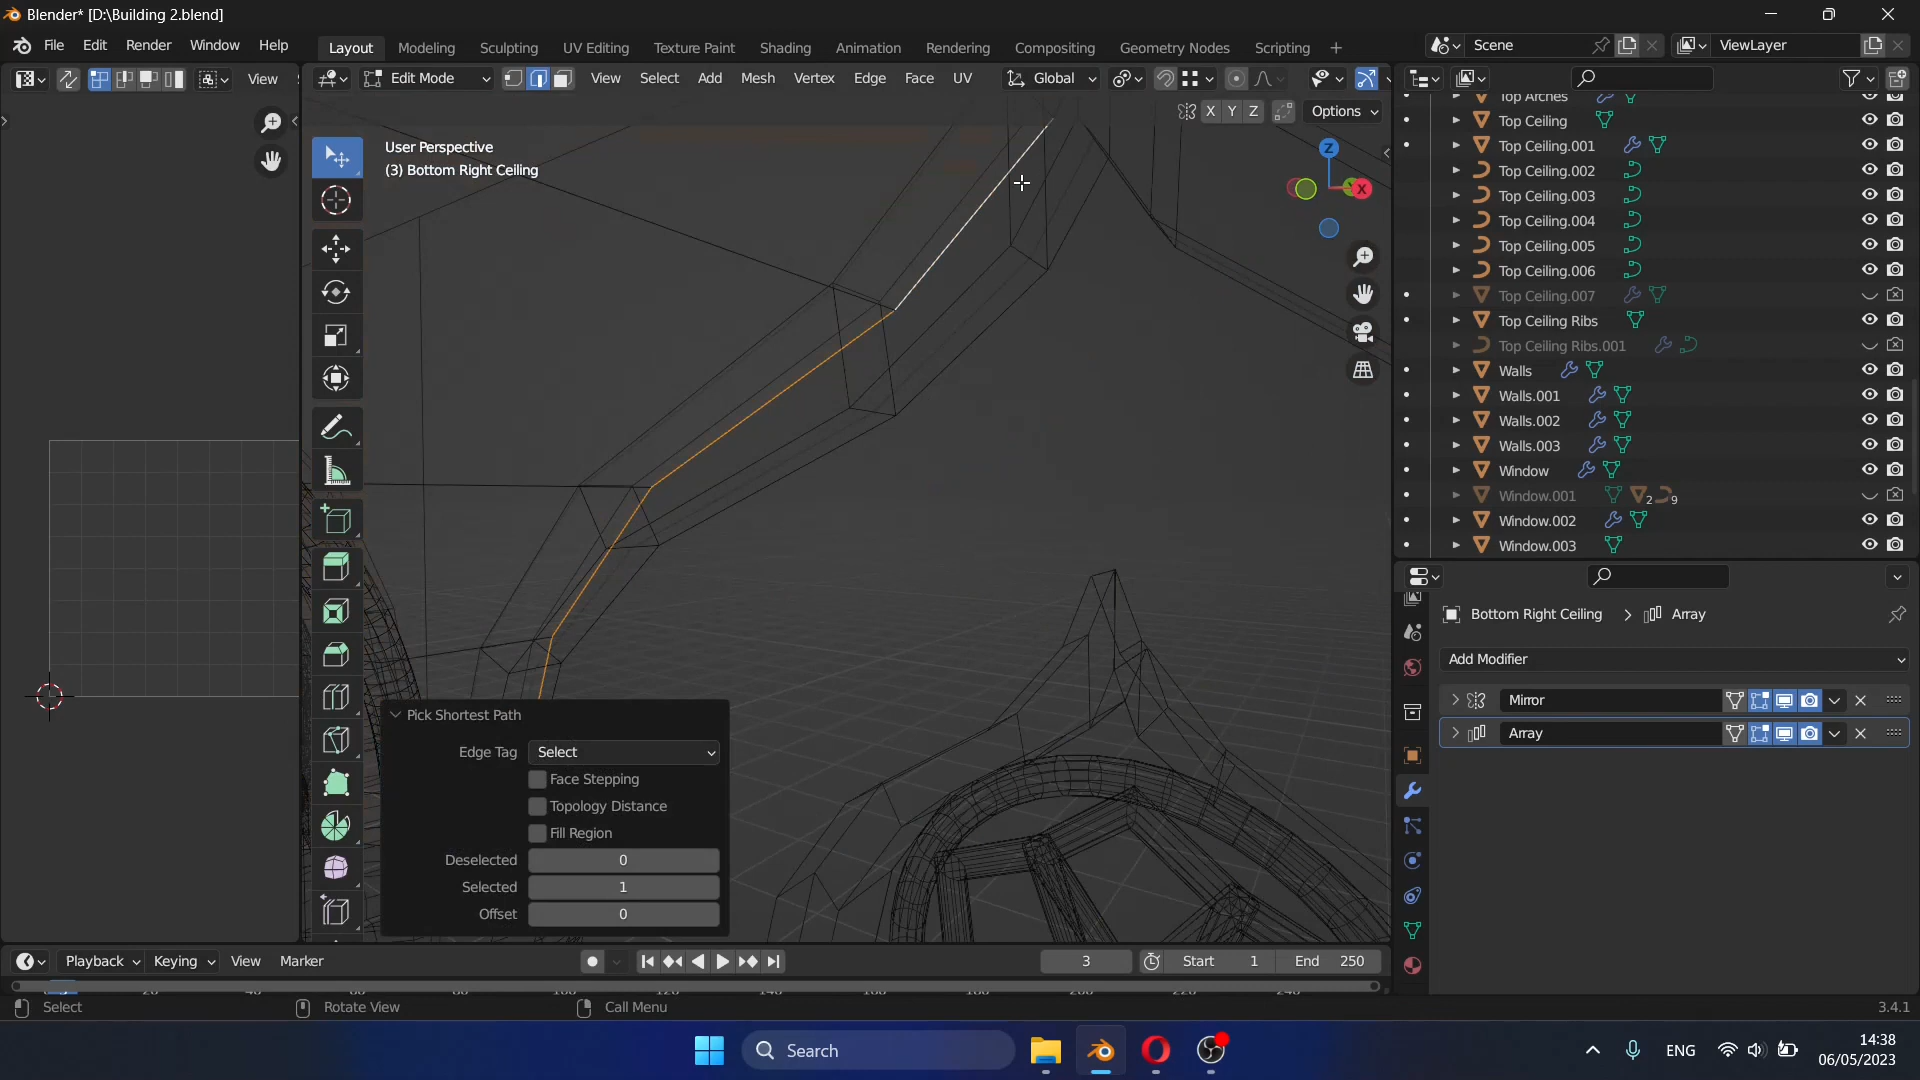 Blender* [D:\Building 2.blend]
File Edit Render Window Help
Layout Modeling Sculpting UV Editing Texture Paint Shading Animation Rendering Compositing Geometry Nodes Scripting +
Scene
ViewLayer
View
Edit Mode
View Select Add Mesh Vertex Edge Face UV
Global
X Y Z
Options
User Perspective
(3) Bottom Right Ceiling
Z
X
Top Arches
Top Ceiling
Top Ceiling.001
Top Ceiling.002
Top Ceiling.003
Top Ceiling.004
Top Ceiling.005
Top Ceiling.006
Top Ceiling.007
Top Ceiling Ribs
Top Ceiling Ribs.001
Walls
Walls.001
Walls.002
Walls.003
Window
Window.001 2 9
Window.002
Window.003
Bottom Right Ceiling > Array
Add Modifier
Mirror
Array
Pick Shortest Path
Edge Tag Select
Face Stepping
Topology Distance
Fill Region
Deselected 0
Selected 1
Offset 0
Playback Keying View Marker
3
Start 1
End 250
Select
Rotate View
Call Menu
3.4.1
Search
ENG
14:38
06/05/2023